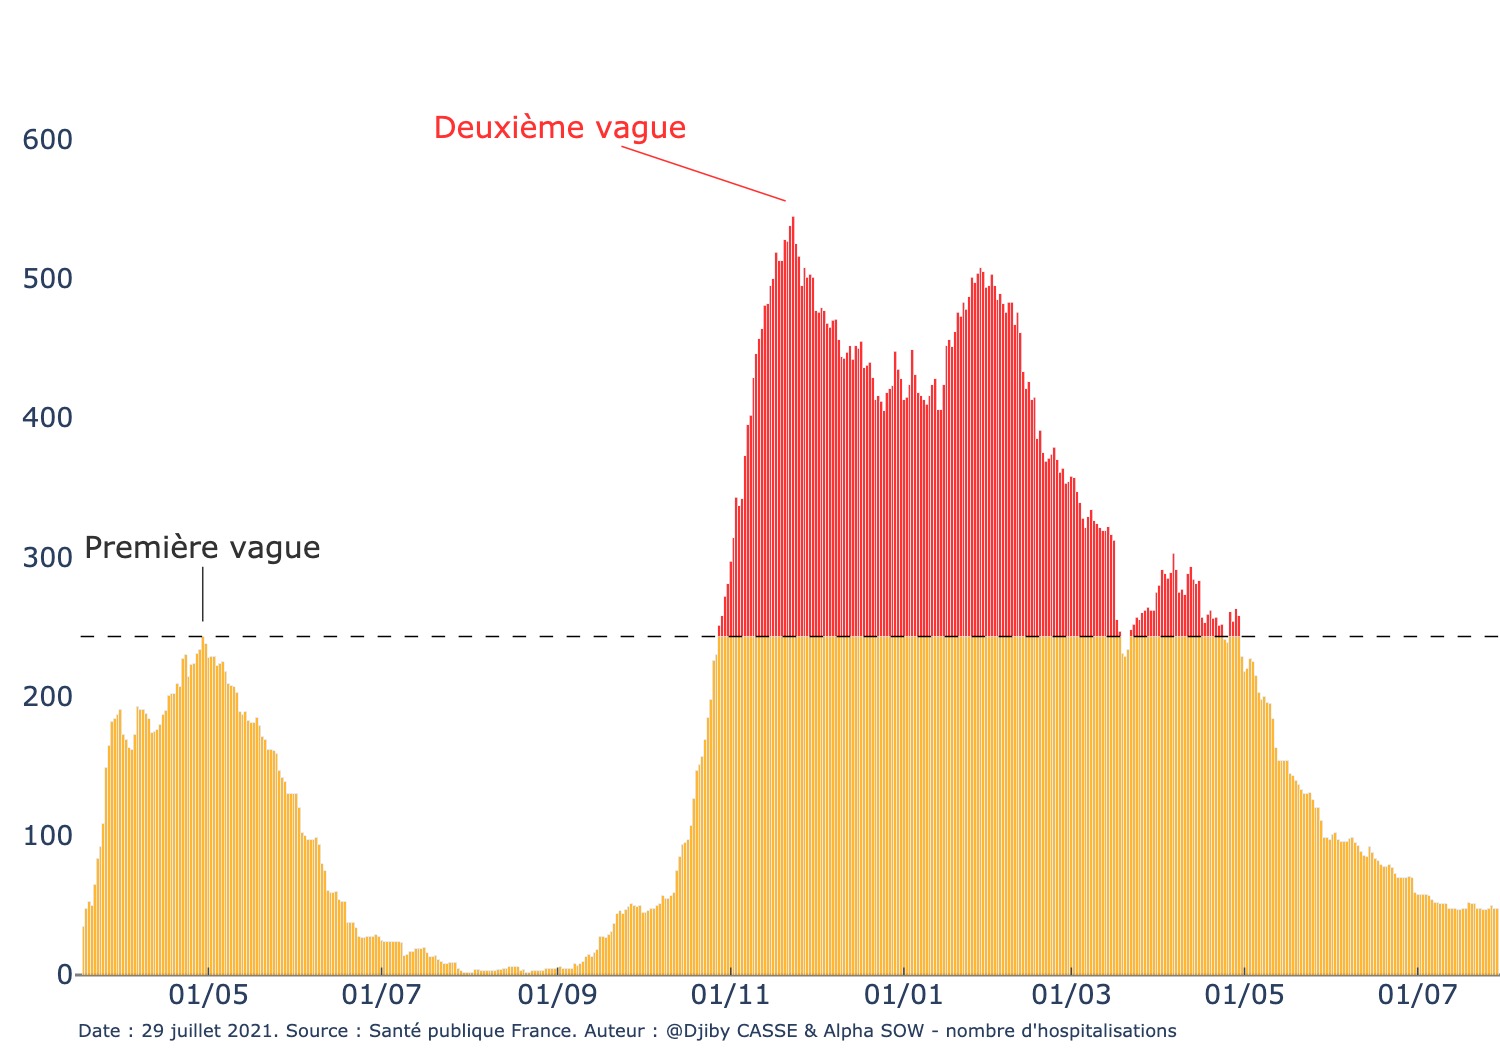 Deuxième vague
600
500
400
Première vague
300
200
100
0
01/05 01/07 01/09 01/11 01/01 01/03 01/05 01/07
Date : 29 juillet 2021. Source : Santé publique France. Auteur : @Djiby CASSE & Alpha SOW - nombre d'hospitalisations